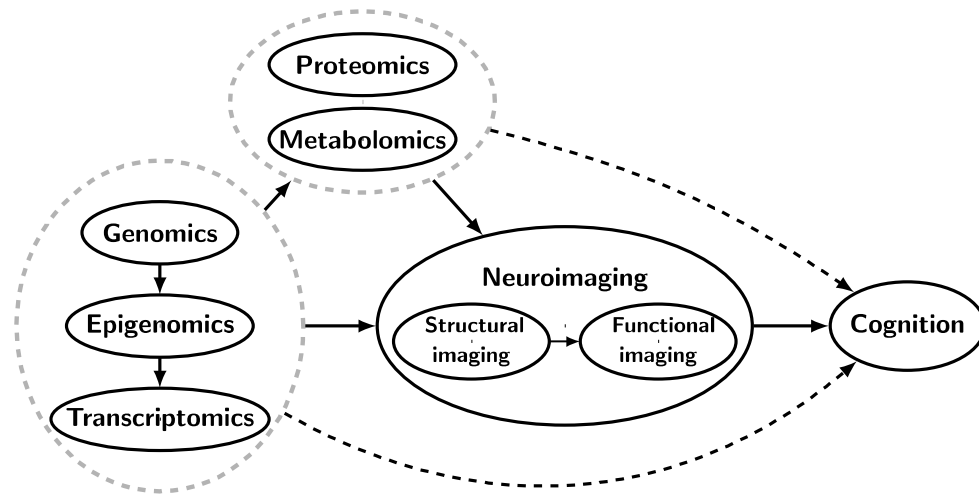 Proteomics
Metabolomics
Genomics
Epigenomics
Transcriptomics
Neuroimaging
Structural
imaging
Functional
imaging
Cognition